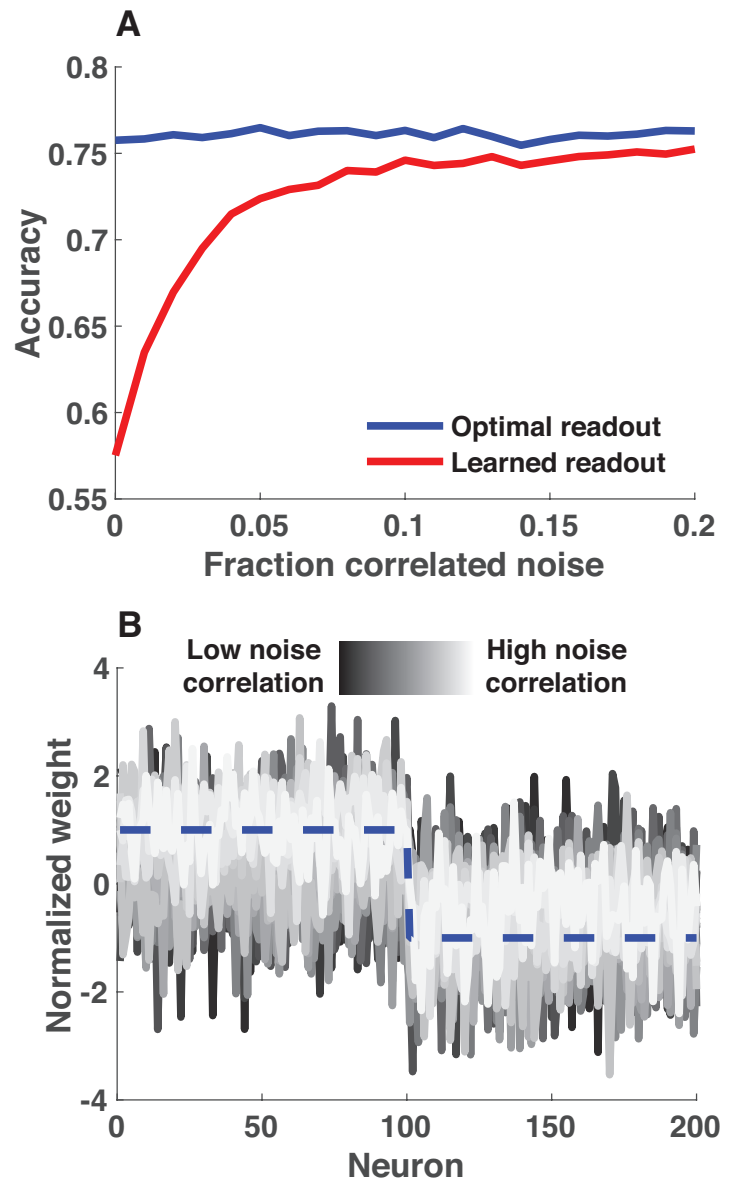 A
0.8
0.75
0.7
0.65
0.6
0.55
Accuracy
Optimal readout
Learned readout
0 0.05 0.1 0.15 0.2
Fraction correlated noise
B
Low noise correlation
High noise correlation
4
2
0
-2
-4
Normalized weight
0 50 100 150 200
Neuron